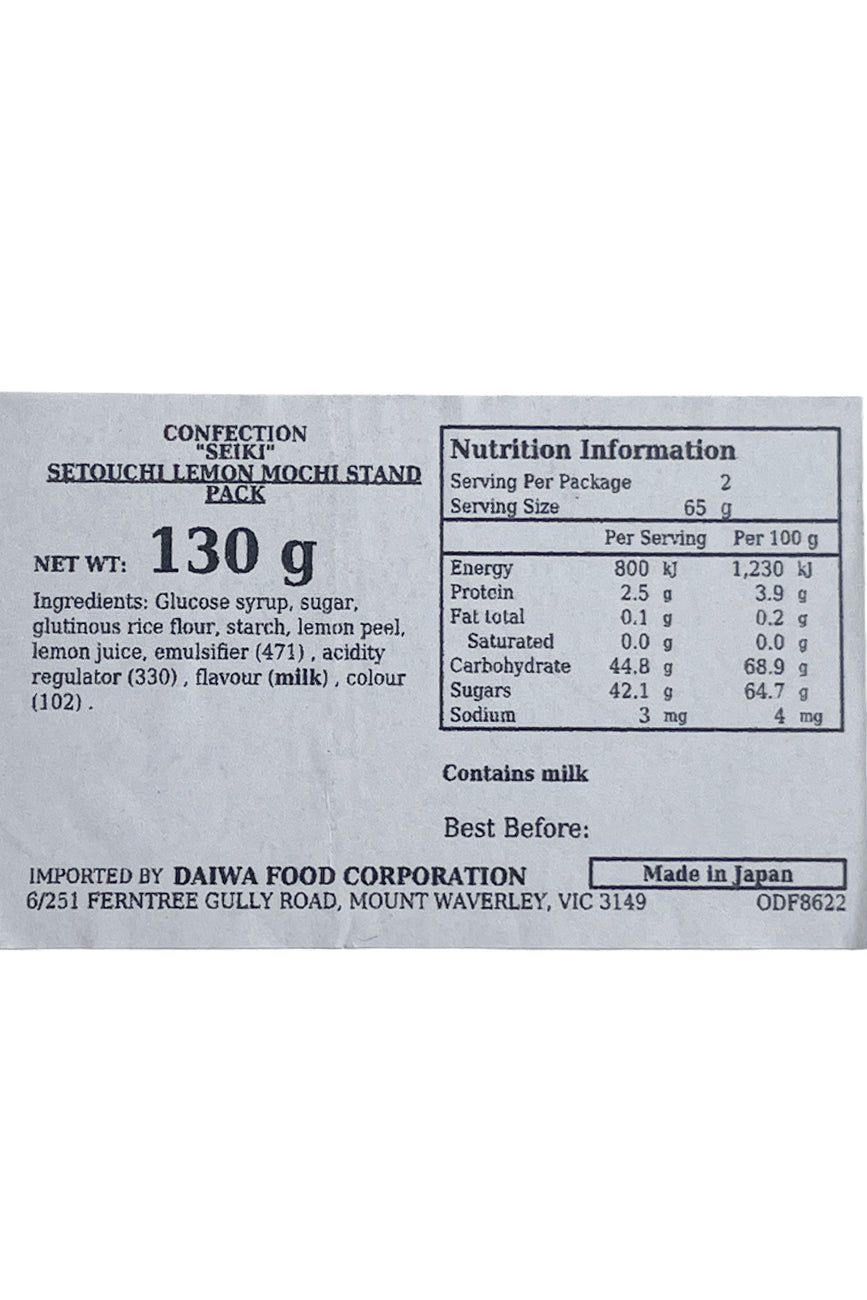 CONFECTION
"SEIKI"
SETOUCHI LEMON MOCHI STAND
PACK
NET WT: 130 g
Ingredients: Glucose syrup, sugar,
glutinous rice flour, starch, lemon peel,
lemon juice, emulsifier (471) , acidity
regulator (330) , flavour (milk) , colour
(102) .
Nutrition Information
Serving Per Package 2
Serving Size 65 g
Per Serving Per 100 g
Energy 800 kJ 1,230 kJ
Protein 2.5 g 3.9 g
Fat total 0.1 g 0.2 g
Saturated 0.0 g 0.0 g
Carbohydrate 44.8 g 68.9 g
Sugars 42.1 g 64.7 g
Sodium 3 mg 4 mg
Contains milk
Best Before:
IMPORTED BY DAIWA FOOD CORPORATION
Made in Japan
6/251 FERNTREE GULLY ROAD, MOUNT WAVERLEY, VIC 3149
ODF8622